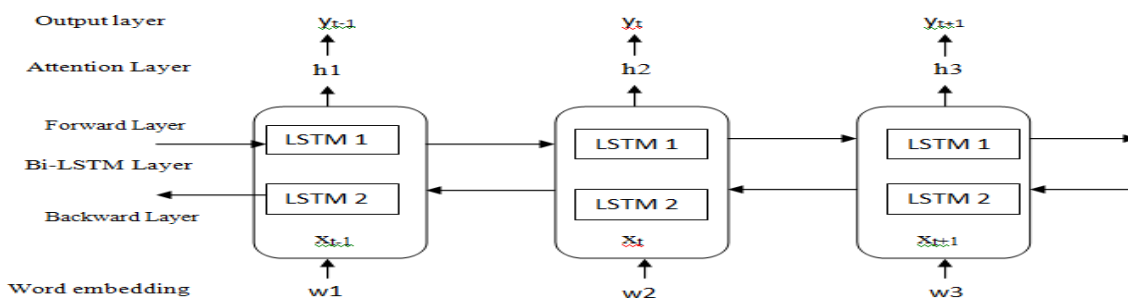 Output layer yt-1 yt yt+1
Attention Layer h1 h2 h3
Forward Layer LSTM 1 LSTM 1 LSTM 1
Bi-LSTM Layer
LSTM 2 LSTM 2 LSTM 2
Backward Layer
xt-1 xt xt+1
Word embedding w1 w2 w3